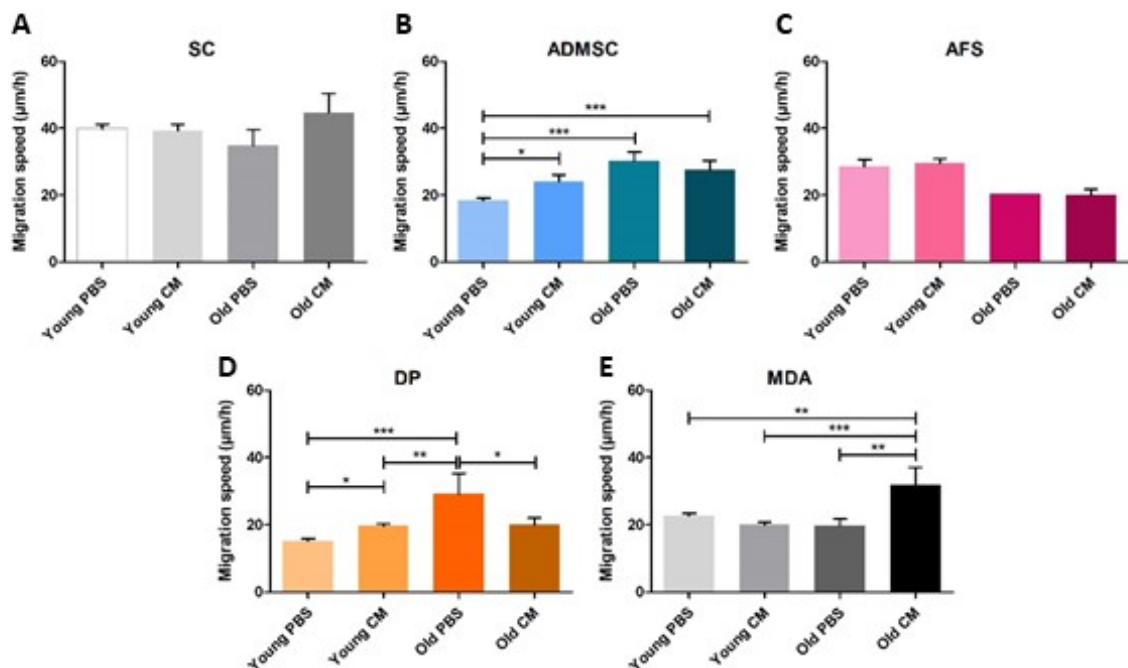 A
SC
Migration speed (μm/h)
60
40
20
0
Young PBS
Young CM
Old PBS
Old CM
B
ADMSC
Migration speed (μm/h)
60
40
20
0
***
***
*
Young PBS
Young CM
Old PBS
Old CM
C
AFS
Migration speed (μm/h)
60
40
20
0
Young PBS
Young CM
Old PBS
Old CM
D
DP
Migration speed (μm/h)
60
40
20
0
***
** *
*
Young PBS
Young CM
Old PBS
Old CM
E
MDA
Migration speed (μm/h)
60
40
20
0
**
***
**
Young PBS
Young CM
Old PBS
Old CM